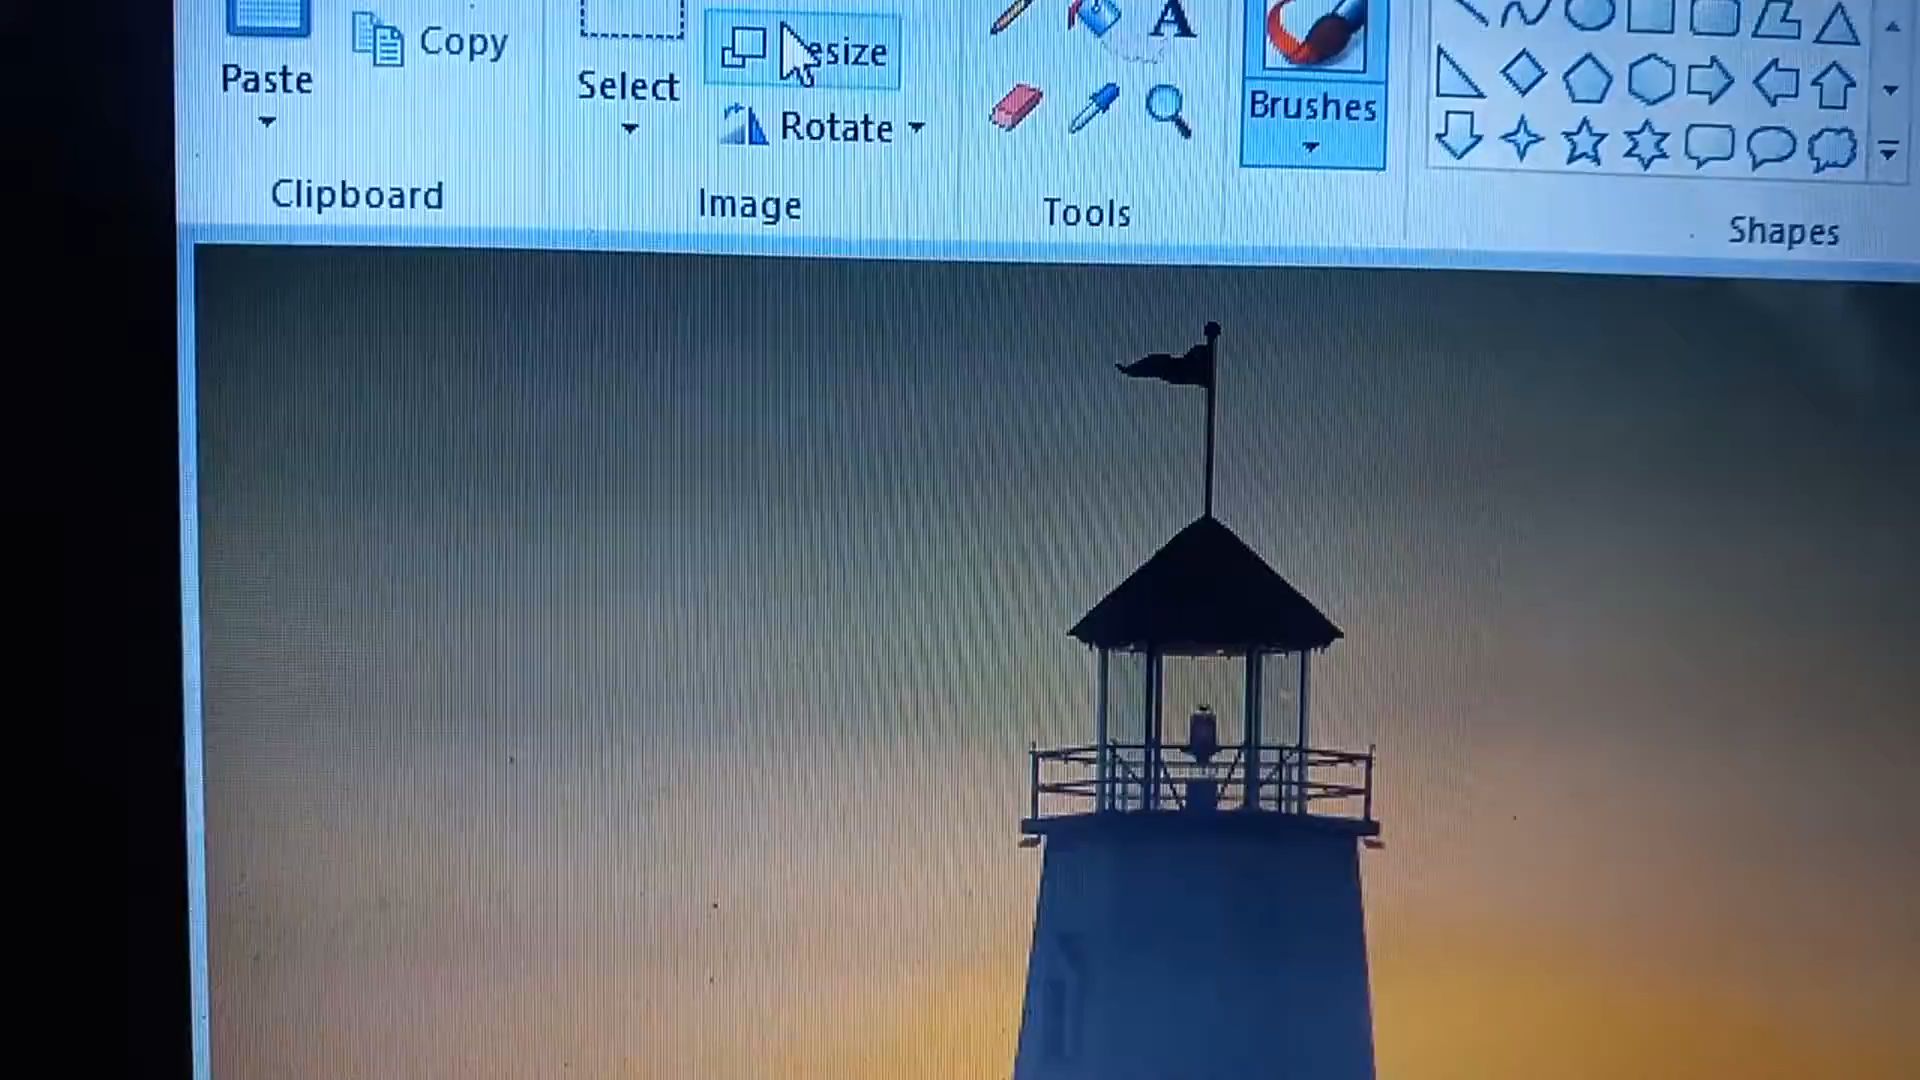 Copy
Paste
Select
esize
Rotate
A
Brushes
Clipboard
Image
Tools
Shapes